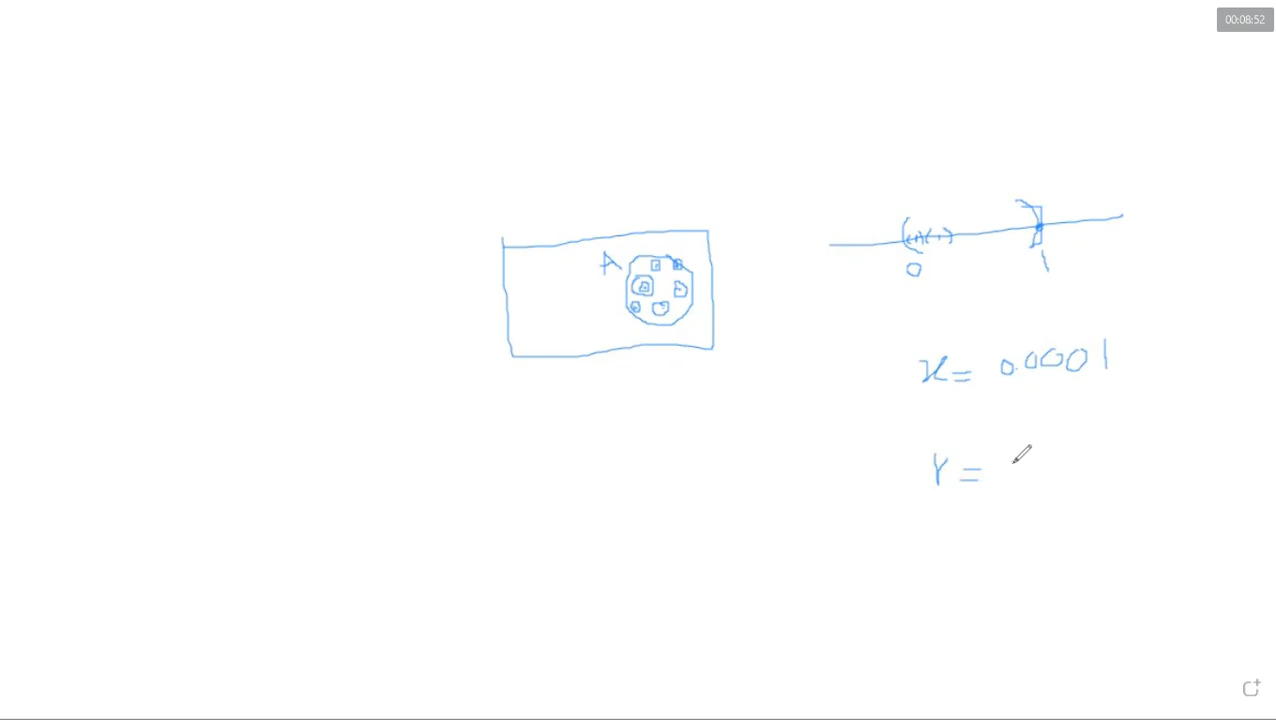 00:08:52
A
0 1
x = 0.0001
r =